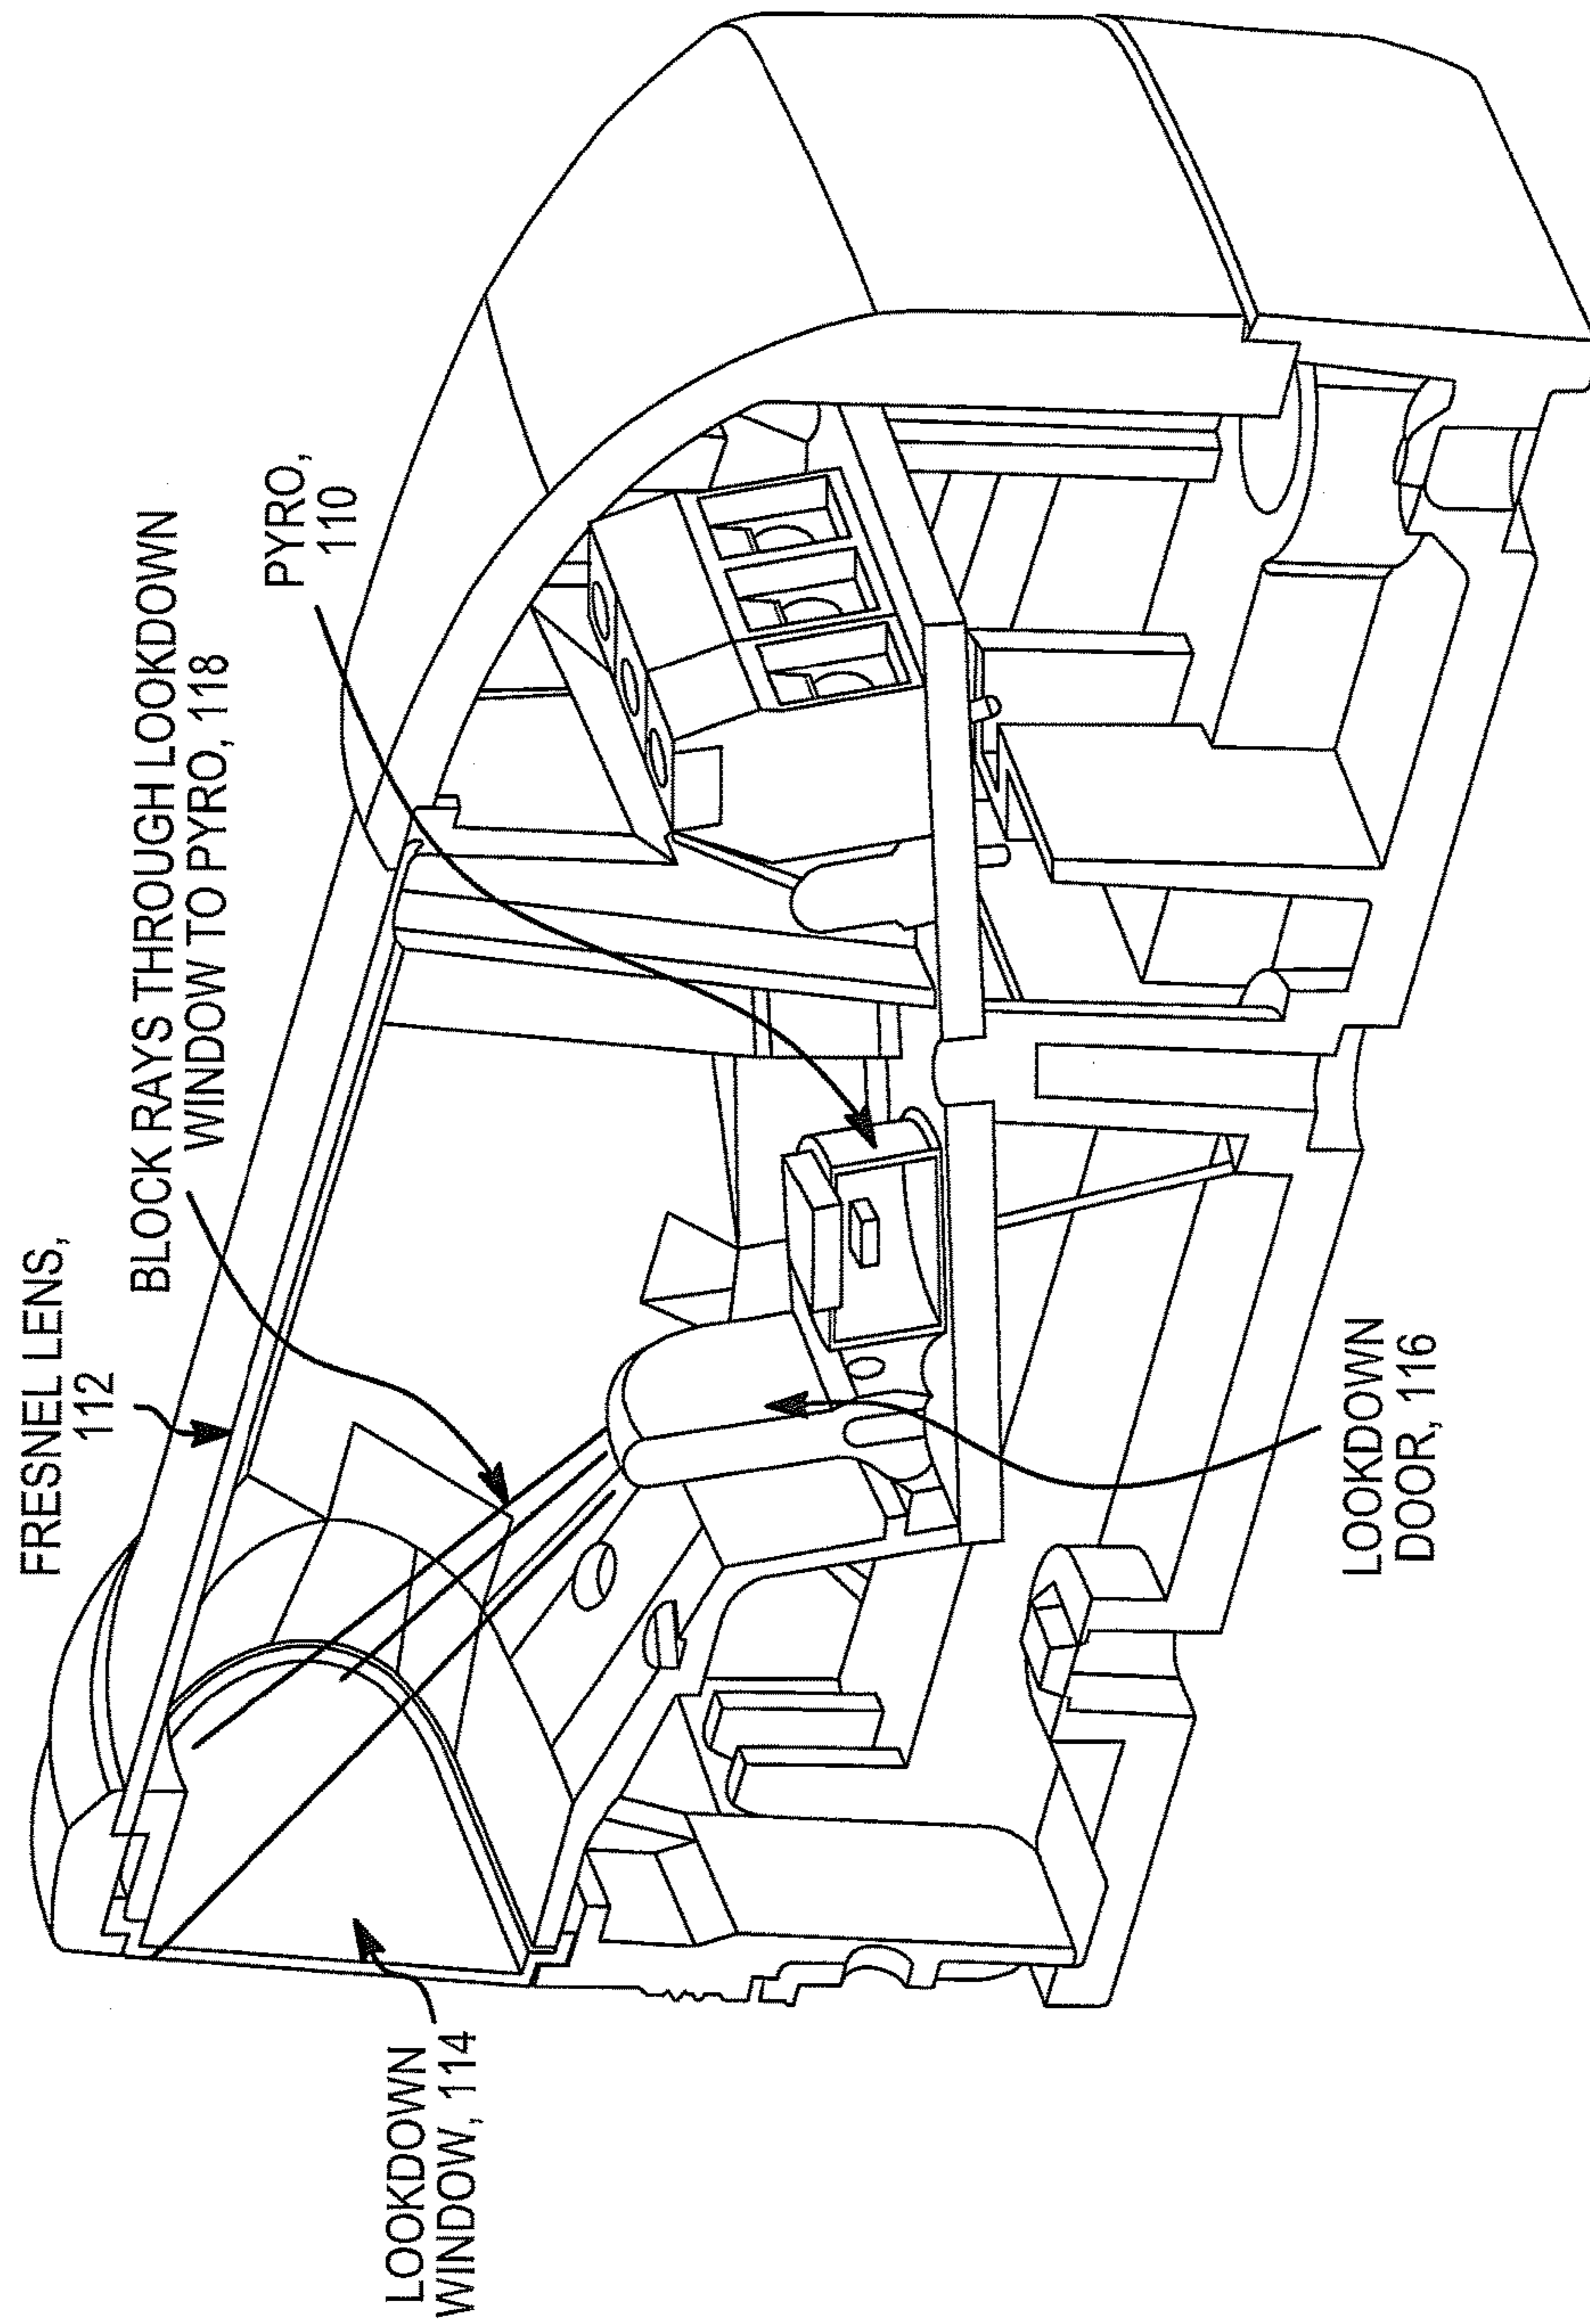 FRESNEL LENS,
112
BLOCK RAYS THROUGH LOOKDOWN
WINDOW TO PYRO, 118
PYRO,
110
LOOKDOWN
WINDOW, 114
LOOKDOWN
DOOR, 116